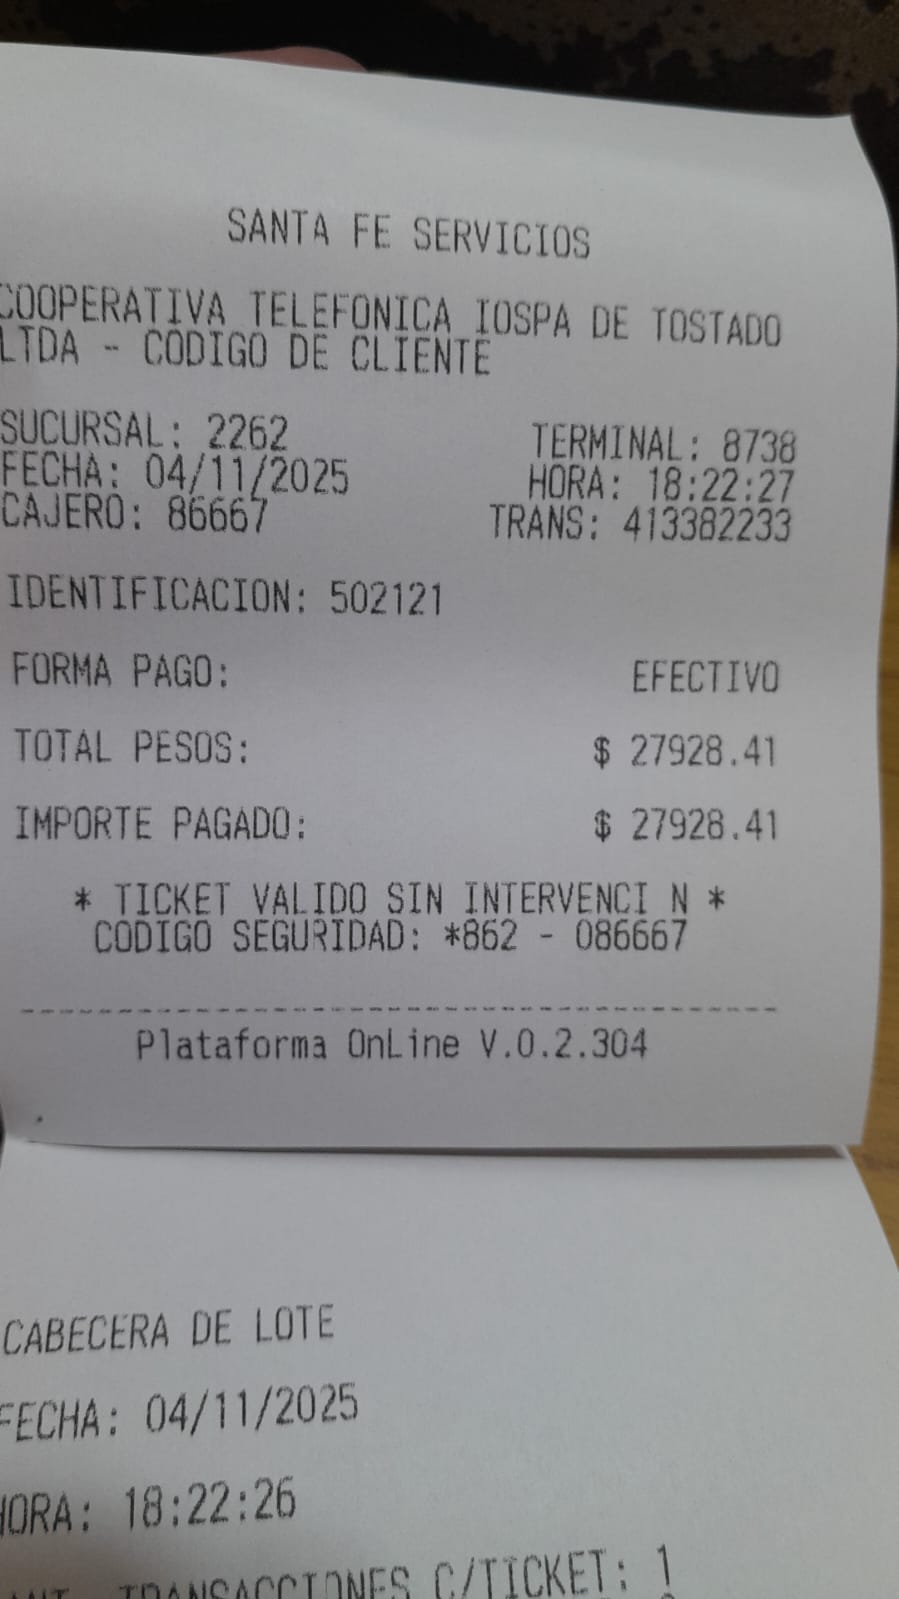 SANTA FE SERVICIOS
COOPERATIVA TELEFONICA IOSPA DE TOSTADO
LTDA - CODIGO DE CLIENTE
SUCURSAL: 2262 TERMINAL: 8738
FECHA: 04/11/2025 HORA: 18:22:27
CAJERO: 86667 TRANS: 413382233
IDENTIFICACION: 502121
FORMA PAGO: EFECTIVO
TOTAL PESOS: $ 27928.41
IMPORTE PAGADO: $ 27928.41
* TICKET VALIDO SIN INTERVENCI N *
CODIGO SEGURIDAD: *862 - 086667
Plataforma OnLine V.0.2.304
CABECERA DE LOTE
FECHA: 04/11/2025
HORA: 18:22:26
TRANSACCIONES C/TICKET: 1